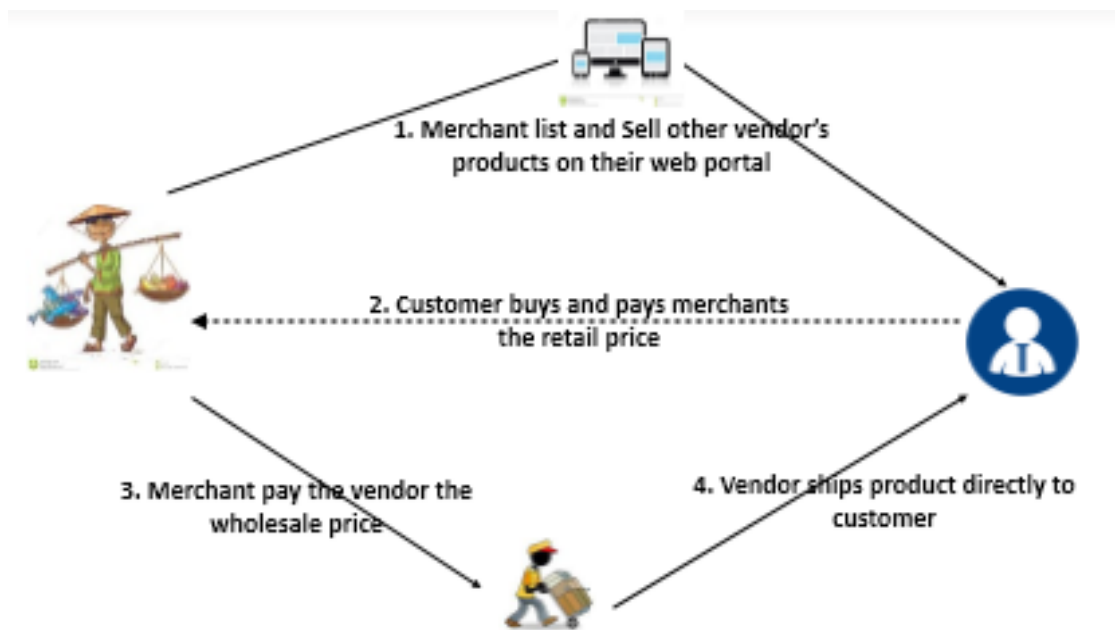 1. Merchant list and Sell other vendor's
products on their web portal
2. Customer buys and pays merchants
the retail price
3. Merchant pay the vendor the
wholesale price
4. Vendor ships product directly to
customer